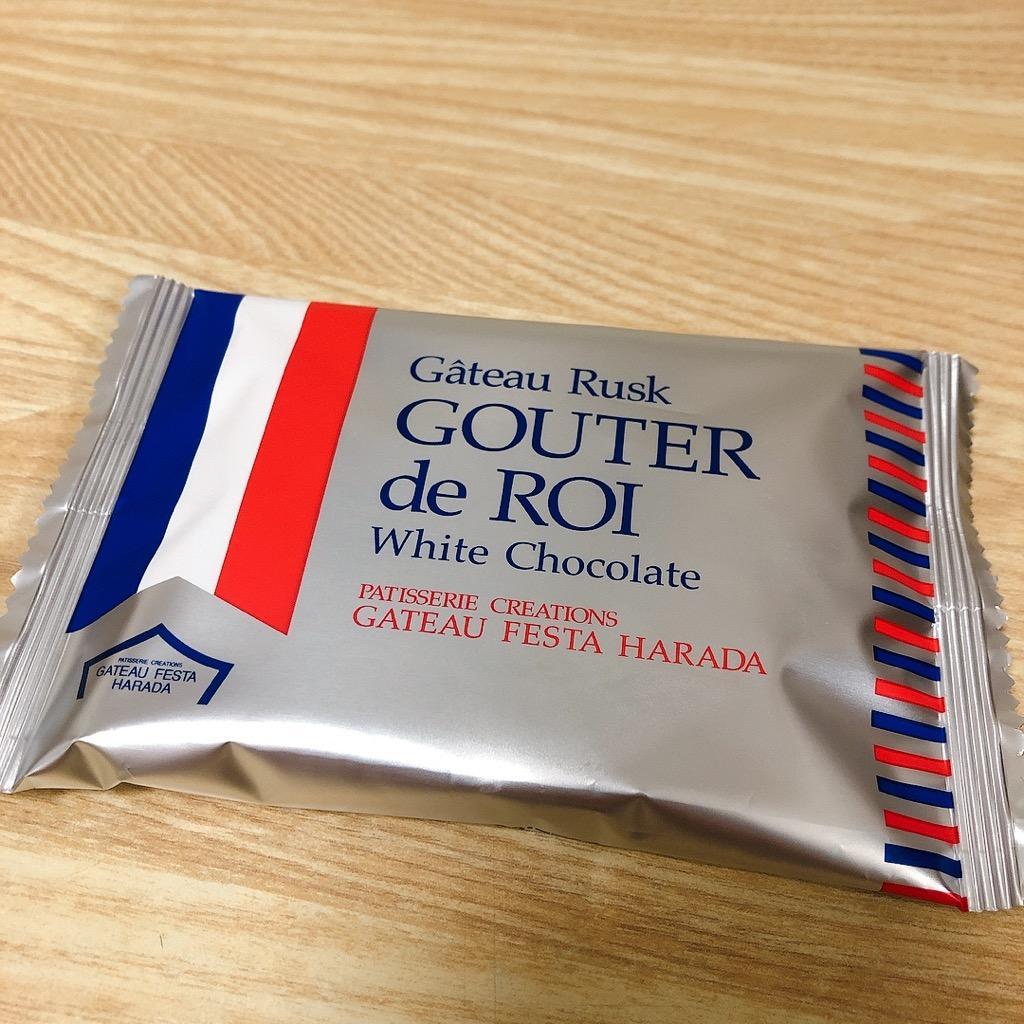 Gâteau Rusk
GOUTER
de ROI
White Chocolate
PATISSERIE CREATIONS
GATEAU FESTA HARADA
PATISSERIE CREATIONS
GATEAU FESTA
HARADA